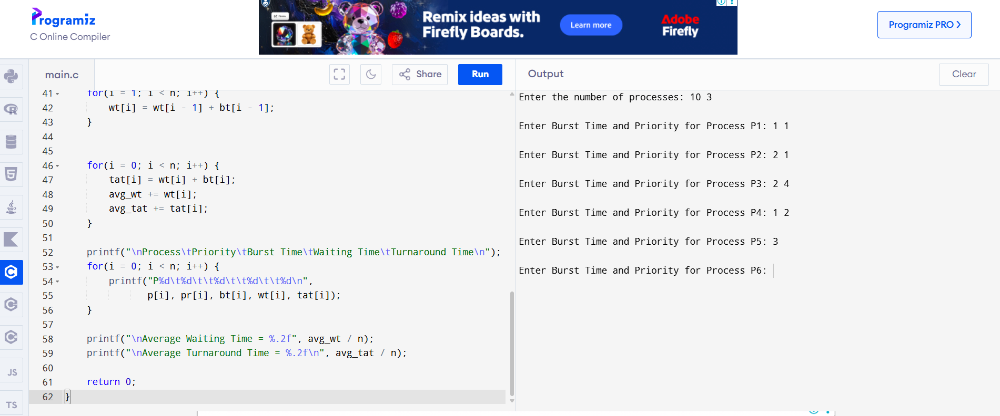 Programiz
C Online Compiler
Remix ideas with
Firefly Boards.
Learn more
Adobe
Firefly
Programiz PRO ❯
main.c
Share
Run
Output
Clear
41 for(i = 1; i < n; i++) {
42 wt[i] = wt[i - 1] + bt[i - 1];
43 }
44
45
46 for(i = 0; i < n; i++) {
47 tat[i] = wt[i] + bt[i];
48 avg_wt += wt[i];
49 avg_tat += tat[i];
50 }
51
52 printf("\nProcess\tPriority\tBurst Time\tWaiting Time\tTurnaround Time\n");
53 for(i = 0; i < n; i++) {
54 printf("P%d\t%d\t\t%d\t\t%d\t\t%d\n",
55 p[i], pr[i], bt[i], wt[i], tat[i]);
56 }
57
58 printf("\nAverage Waiting Time = %.2f", avg_wt / n);
59 printf("\nAverage Turnaround Time = %.2f\n", avg_tat / n);
60
61 return 0;
62 }
Enter the number of processes: 10 3
Enter Burst Time and Priority for Process P1: 1 1
Enter Burst Time and Priority for Process P2: 2 1
Enter Burst Time and Priority for Process P3: 2 4
Enter Burst Time and Priority for Process P4: 1 2
Enter Burst Time and Priority for Process P5: 3
Enter Burst Time and Priority for Process P6:
R
5
C
C
C
JS
TS